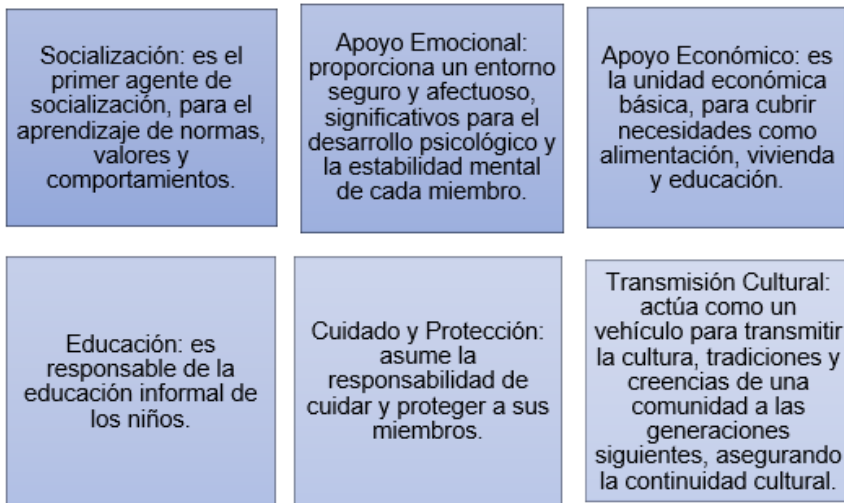 Socialización: es el
primer agente de
socialización, para el
aprendizaje de normas,
valores y
comportamientos.
Apoyo Emocional:
proporciona un entorno
seguro y afectuoso,
significativos para el
desarrollo psicológico y
la estabilidad mental
de cada miembro.
Apoyo Económico: es
la unidad económica
básica, para cubrir
necesidades como
alimentación, vivienda
y educación.
Educación: es
responsable de la
educación informal de
los niños.
Cuidado y Protección:
asume la
responsabilidad de
cuidar y proteger a sus
miembros.
Transmisión Cultural:
actúa como un
vehículo para transmitir
la cultura, tradiciones y
creencias de una
comunidad a las
generaciones
siguientes, asegurando
la continuidad cultural.